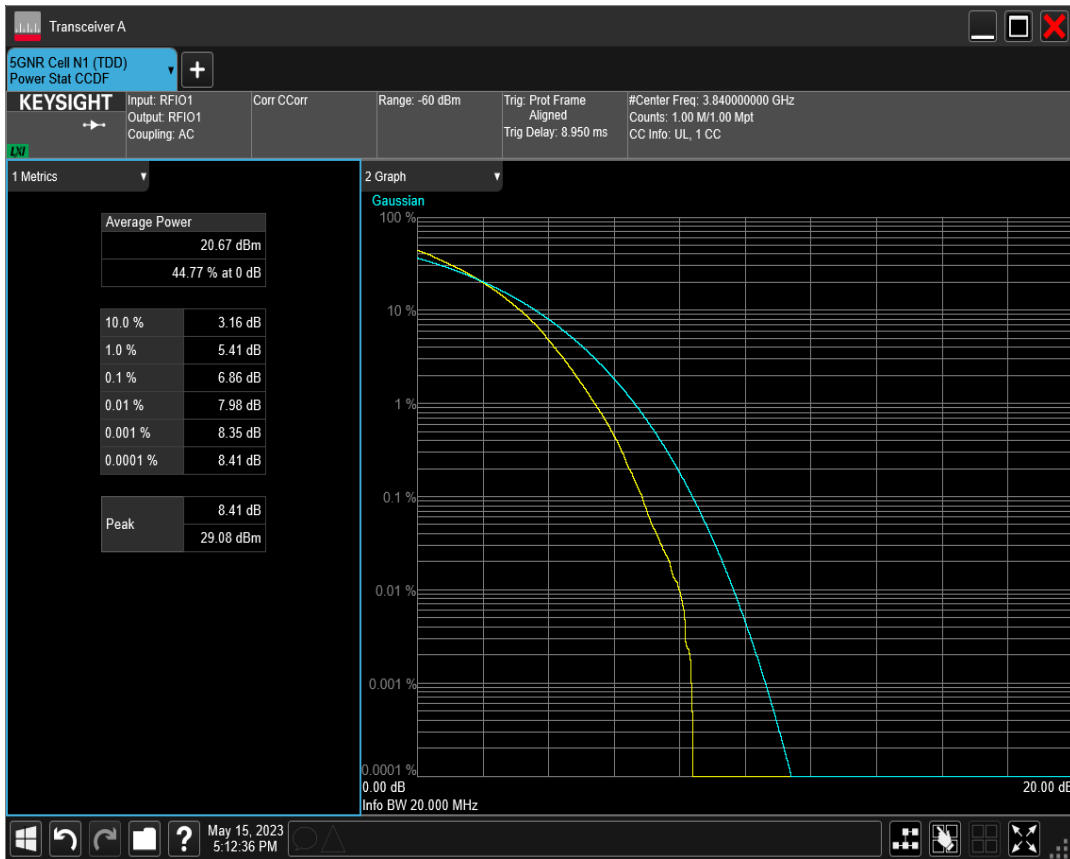 Transceiver A
5GNR Cell N1 (TDD)
Power Stat CCDF
+
KEYSIGHT
LXI
Input: RFIO1
Output: RFIO1
Coupling: AC
Corr CCorr
Range: -60 dBm
Trig: Prot Frame
Aligned
Trig Delay: 8.950 ms
#Center Freq: 3.840000000 GHz
Counts: 1.00 M/1.00 Mpt
CC Info: UL, 1 CC
1 Metrics
Average Power
20.67 dBm
44.77 % at 0 dB
10.0 % 3.16 dB
1.0 % 5.41 dB
0.1 % 6.86 dB
0.01 % 7.98 dB
0.001 % 8.35 dB
0.0001 % 8.41 dB
Peak
8.41 dB
29.08 dBm
2 Graph
Gaussian
100 %
10 %
1 %
0.1 %
0.01 %
0.001 %
0.0001 %
0.00 dB 20.00 dB
Info BW 20.000 MHz
?
May 15, 2023
5:12:36 PM